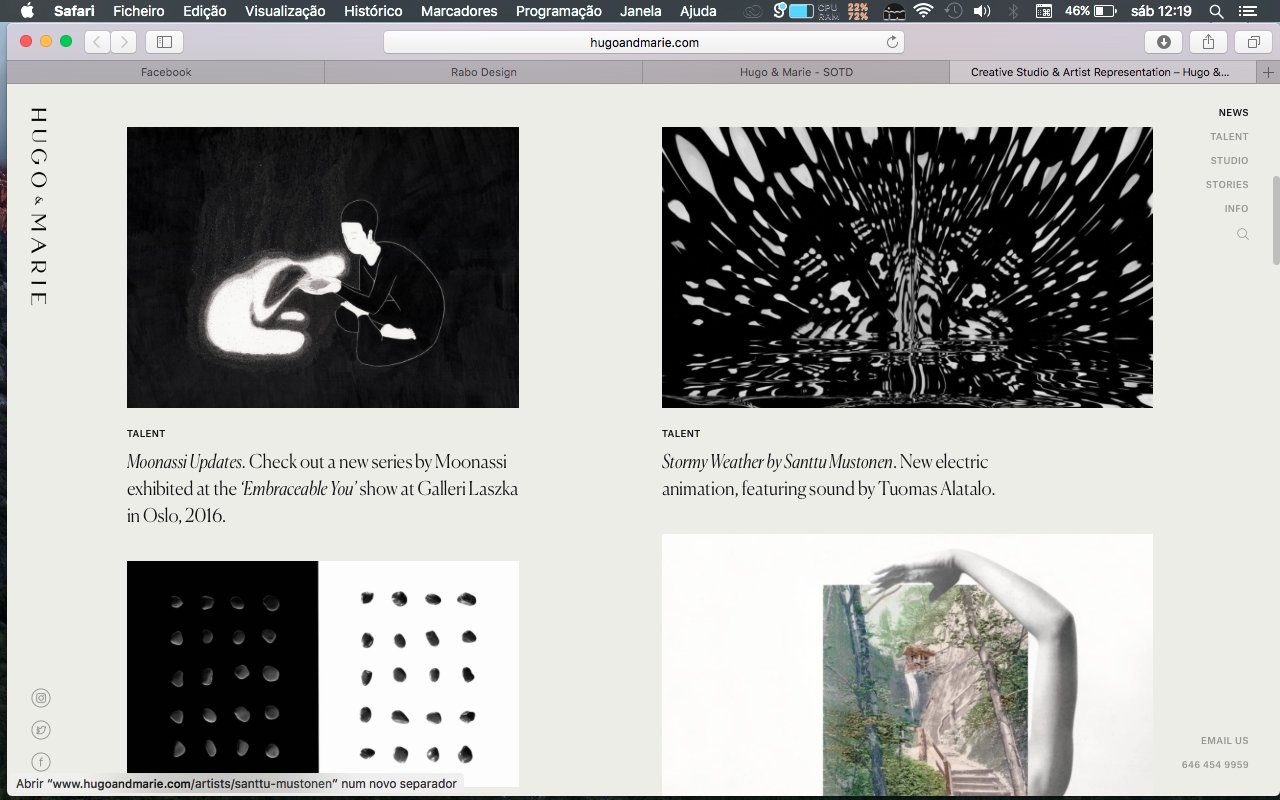 Safari Ficheiro Edição Visualização Histórico Marcadores Programação Janela Ajuda CPU RAM 22% 72% 46% sáb 12:19
hugoandmarie.com
Facebook Rabo Design Hugo & Marie - SOTD Creative Studio & Artist Representation – Hugo &...
HUGO & MARIE
NEWS
TALENT
STUDIO
STORIES
INFO
TALENT
Moonassi Updates. Check out a new series by Moonassi
exhibited at the ‘Embraceable You’ show at Galleri Laszka
in Oslo, 2016.
TALENT
Stormy Weather by Santtu Mustonen. New electric
animation, featuring sound by Tuomas Alatalo.
EMAIL US
646 454 9959
Abrir “www.hugoandmarie.com/artists/santtu-mustonen” num novo separador